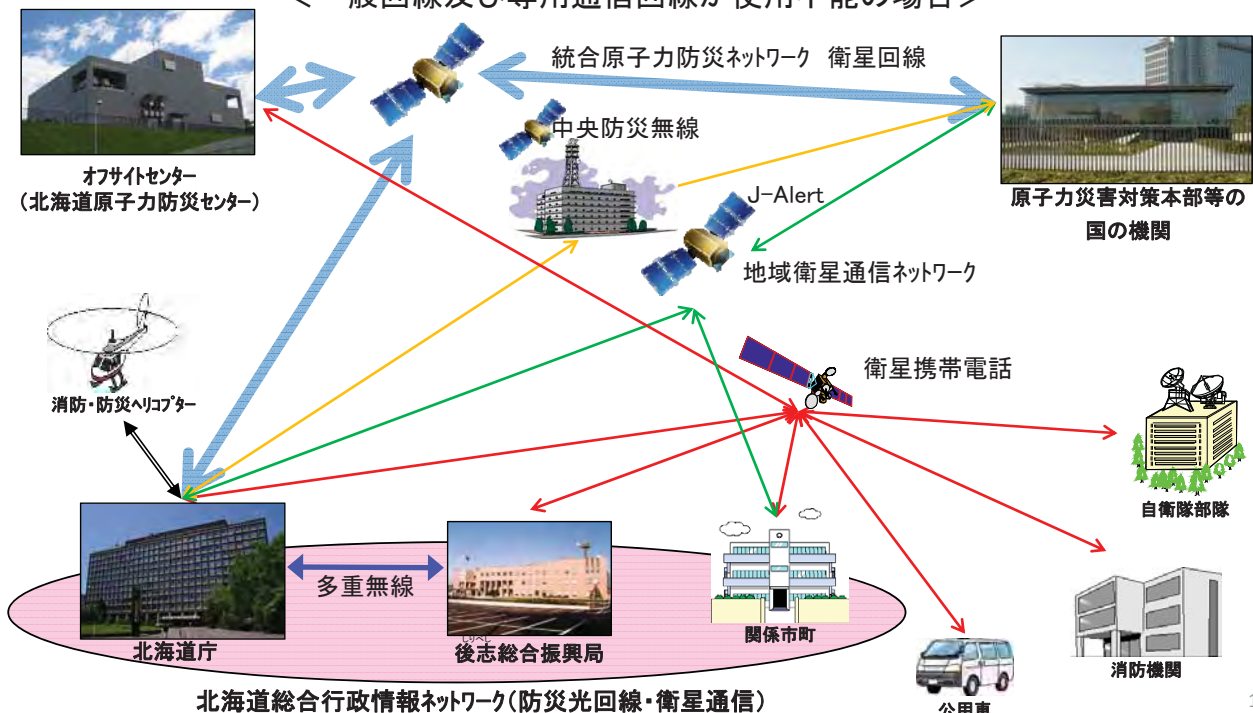 統合原子力防災ネットワーク 衛星回線
中央防災無線
オフサイトセンター
(北海道原子力防災センター)
J-Alert
原子力災害対策本部等の
国の機関
地域衛星通信ネットワーク
衛星携帯電話
消防・防災ヘリコプター
自衛隊部隊
多重無線
関係市町
北海道庁
しりべし
後志総合振興局
消防機関
北海道総合行政情報ネットワーク(防災光回線・衛星通信)
公用車